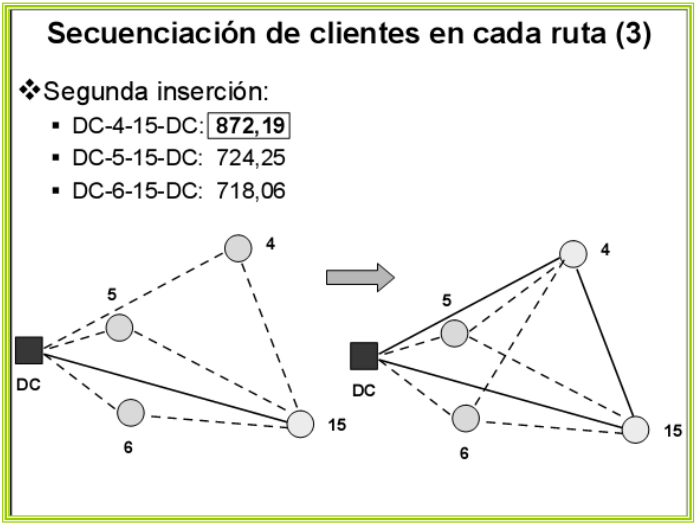 Secuenciación de clientes en cada ruta (3)
❖Segunda inserción:
▪ DC-4-15-DC: 872,19
▪ DC-5-15-DC: 724,25
▪ DC-6-15-DC: 718,06
4
5
DC
15
6
4
5
DC
15
6